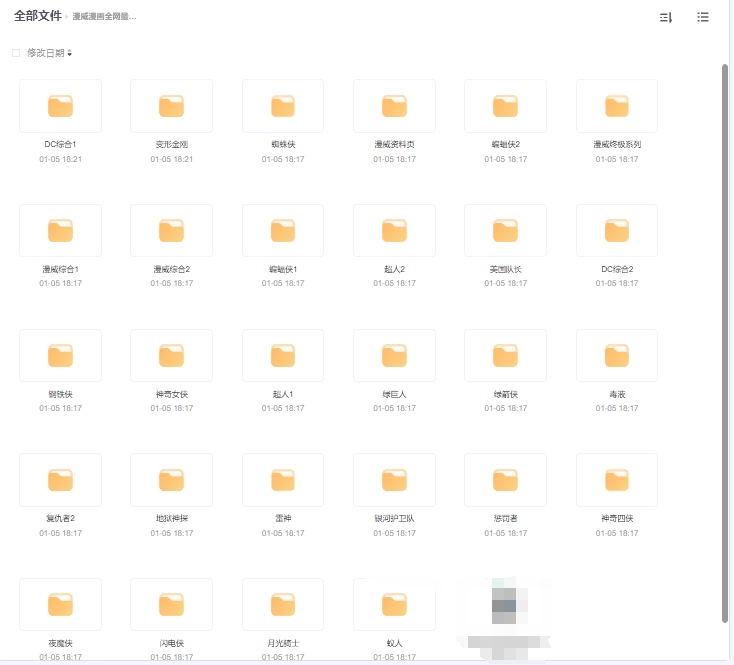 全部文件 › 漫威漫画全网最...
修改日期
DC综合1 变形金刚 蜘蛛侠 漫威资料页 蝙蝠侠2 漫威终极系列
01-05 18:21 01-05 18:21 01-05 18:17 01-05 18:17 01-05 18:17 01-05 18:17
漫威综合1 漫威综合2 蝙蝠侠1 超人2 美国队长 DC综合2
01-05 18:17 01-05 18:17 01-05 18:17 01-05 18:17 01-05 18:17 01-05 18:17
钢铁侠 神奇女侠 超人1 绿巨人 绿箭侠 毒液
01-05 18:17 01-05 18:17 01-05 18:17 01-05 18:17 01-05 18:17 01-05 18:17
复仇者2 地狱神探 雷神 银河护卫队 惩罚者 神奇四侠
01-05 18:17 01-05 18:17 01-05 18:17 01-05 18:17 01-05 18:17 01-05 18:17
夜魔侠 闪电侠 月光骑士 蚁人
01-05 18:17 01-05 18:17 01-05 18:17 01-05 18:17